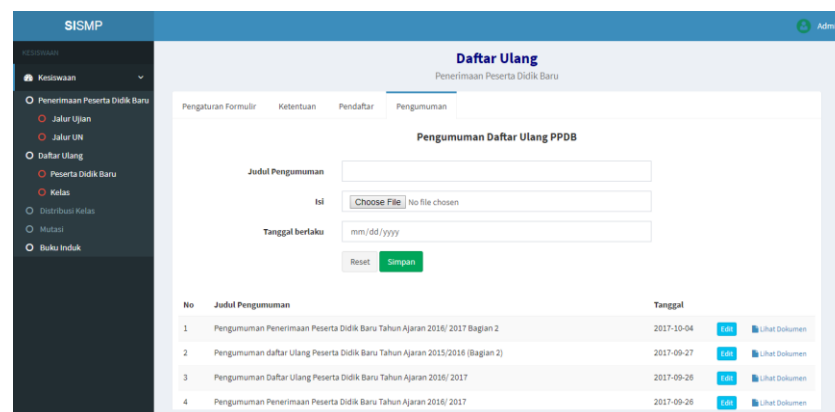 SISMP
Adm
KESISWAAN
Kesiswaan
Penerimaan Peserta Didik Baru
Jalur Ujian
Jalur UN
Daftar Ulang
Peserta Didik Baru
Kelas
Distribusi Kelas
Mutasi
Buku Induk
Daftar Ulang
Penerimaan Peserta Didik Baru
Pengaturan Formulir Ketentuan Pendaftar Pengumuman
Pengumuman Daftar Ulang PPDB
Judul Pengumuman
Isi Choose File No file chosen
Tanggal berlaku mm/dd/yyyy
Reset Simpan
No Judul Pengumuman Tanggal
1 Pengumuman Penerimaan Peserta Didik Baru Tahun Ajaran 2016/ 2017 Bagian 2 2017-10-04 Edit Lihat Dokumen
2 Pengumuman daftar Ulang Peserta Didik Baru Tahun Ajaran 2015/2016 (Bagian 2) 2017-09-27 Edit Lihat Dokumen
3 Pengumuman Daftar Ulang Peserta Didik Baru Tahun Ajaran 2016/ 2017 2017-09-26 Edit Lihat Dokumen
4 Pengumuman Penerimaan Peserta Didik Baru Tahun Ajaran 2016/ 2017 2017-09-26 Edit Lihat Dokumen